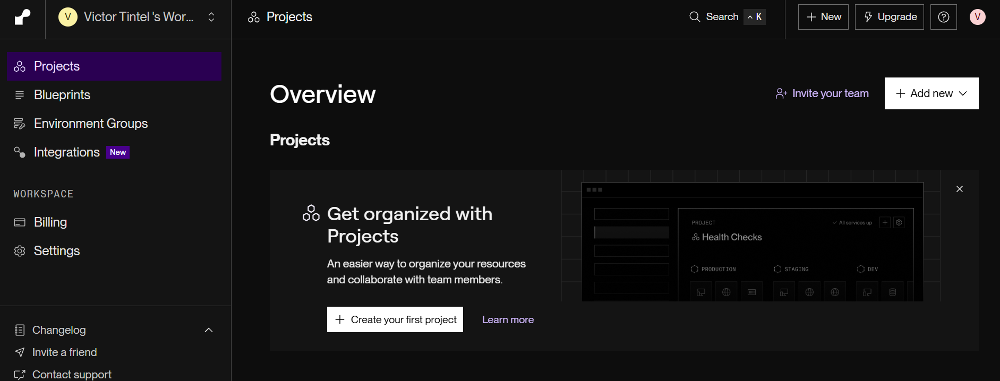 V
Victor Tintel 's Wor...
Projects
Search
^ K
+ New
Upgrade
?
V
Projects
Blueprints
Environment Groups
Integrations New
WORKSPACE
Billing
Settings
Changelog
Invite a friend
Contact support
Overview
Invite your team
+ Add new
Projects
Get organized with
Projects
An easier way to organize your resources
and collaborate with team members.
+ Create your first project
Learn more
PROJECT
All services up
Health Checks
PRODUCTION
STAGING
DEV